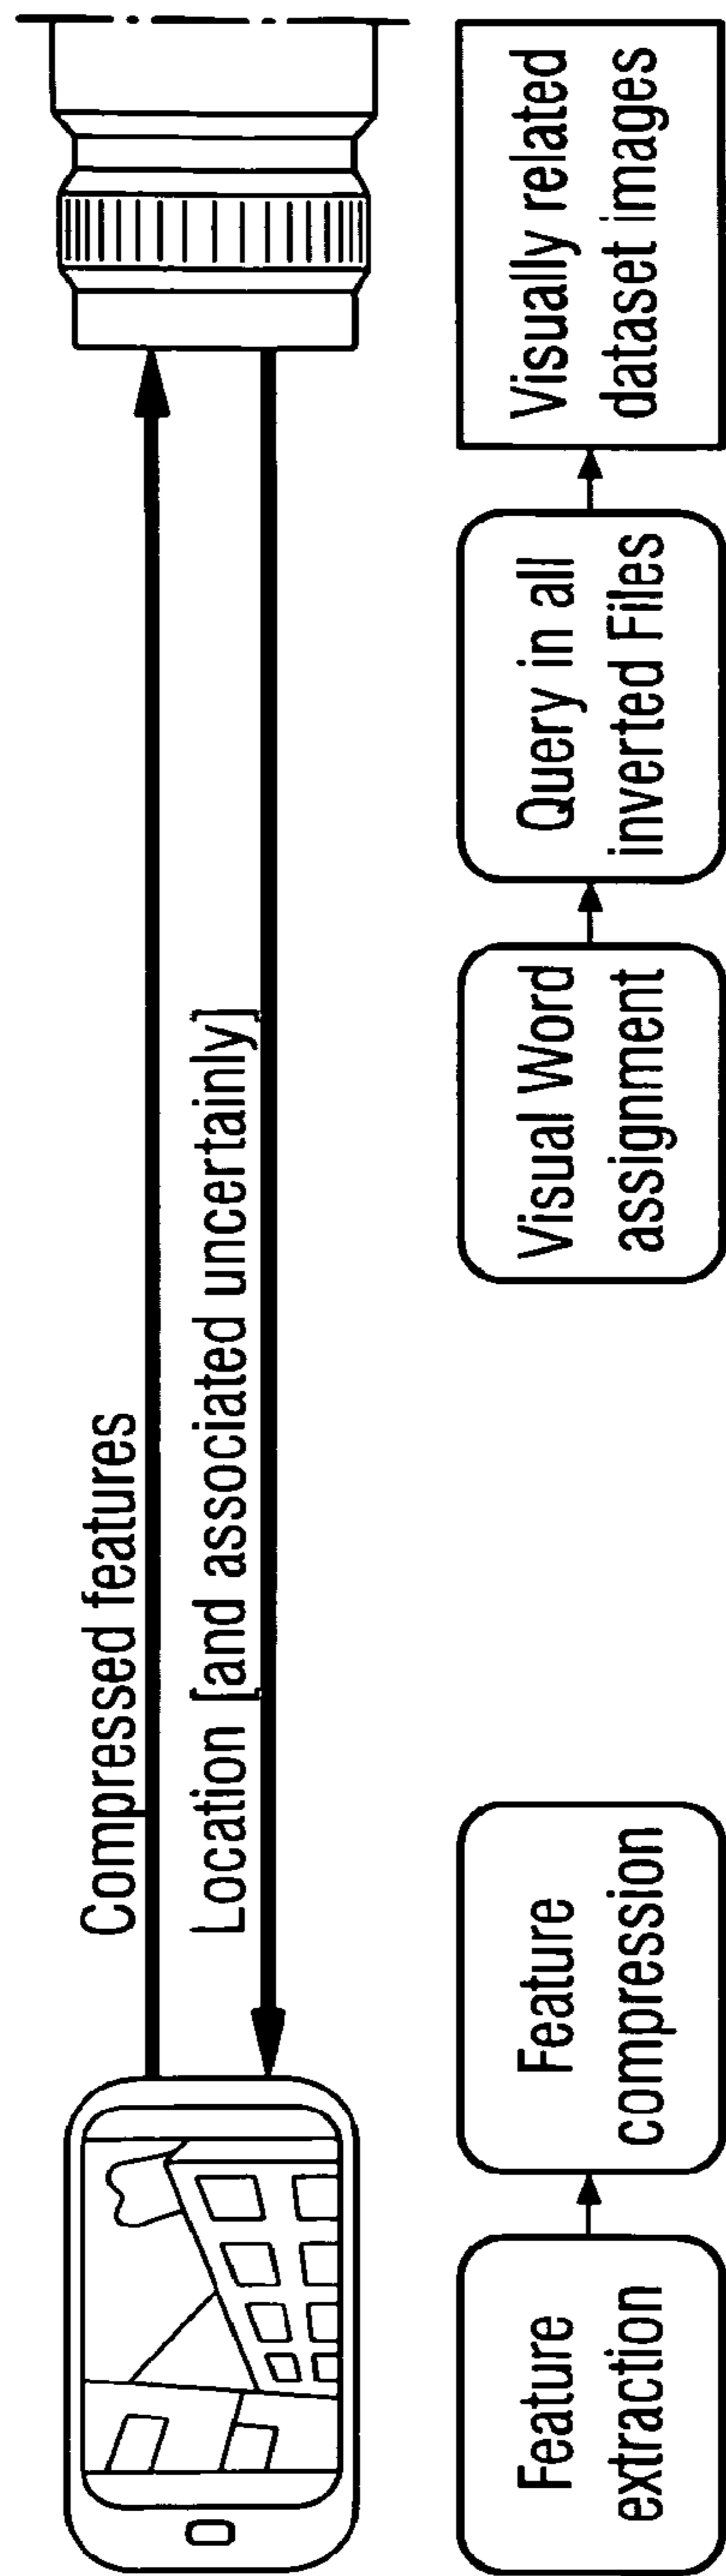 Compressed features
Location [and associated uncertainly]
Feature
extraction
Feature
compression
Visual Word
assignment
Query in all
inverted Files
Visually related
dataset images